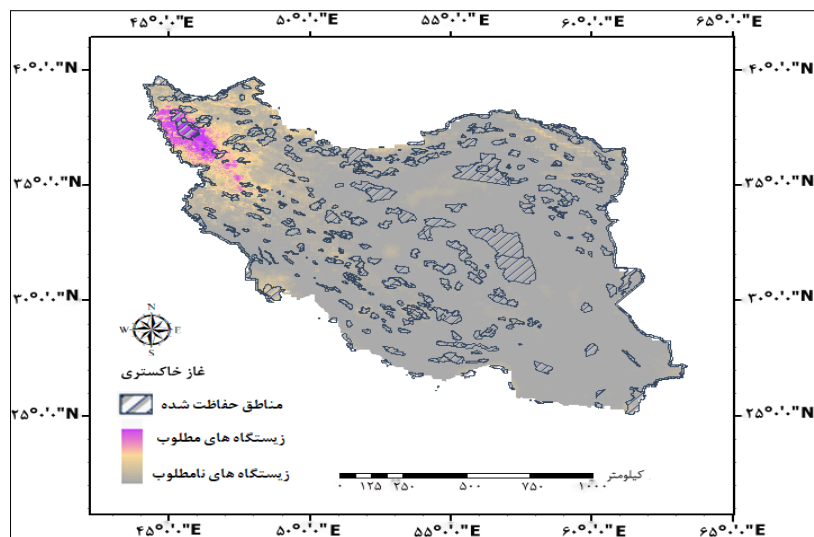 ۴۵°۰'۰"E ۵۰°۰'۰"E ۵۵°۰'۰"E ۶۰°۰'۰"E ۶۵°۰'۰"E
۴۰°۰'۰"N ۴۰°۰'۰"N
۳۵°۰'۰"N ۳۵°۰'۰"N
۳۰°۰'۰"N ۳۰°۰'۰"N
N
W E
S
غاز خاکستری
مناطق حفاظت شده
۲۵°۰'۰"N ۲۵°۰'۰"N
زیستگاه های مطلوب
زیستگاه های نامطلوب
کیلومتر
۰ ۱۲۵ ۲۵۰ ۵۰۰ ۷۵۰ ۱۰۰۰
۴۵°۰'۰"E ۵۰°۰'۰"E ۵۵°۰'۰"E ۶۰°۰'۰"E ۶۵°۰'۰"E